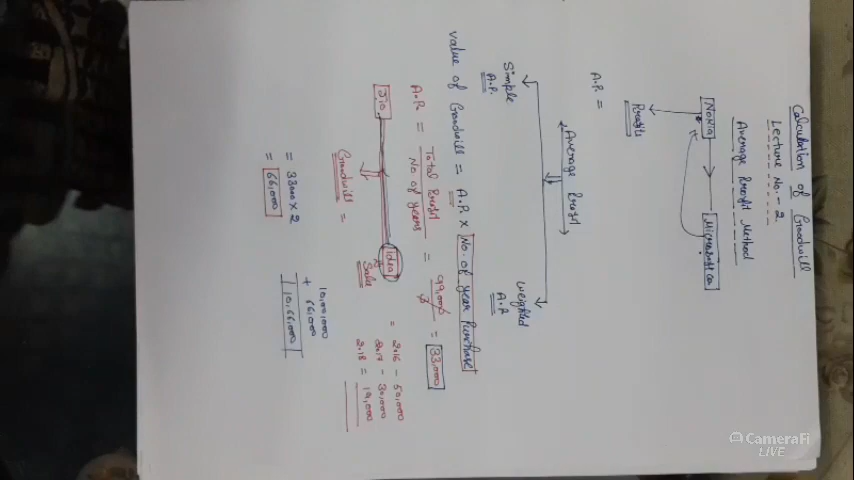 Calculation of Goodwill
Lecture No. - 2
Average Profit Method
Nokia
Microsoft Co
Profits
A.P. =
Average Profit
Simple A.P.
weighted A.P
value of Goodwill = A.P × No. of year Purchase
A.P. = Total Profit / No of years = 99,000 / 3 = 33,000
Jio
Idea
Sale
Goodwill =
2016 - 50,000
2017 - 30,000
2018 = 19,000
= 33000 × 2
= 66,000
10,00,000
+ 66,000
10,66,000
CameraFi
LIVE